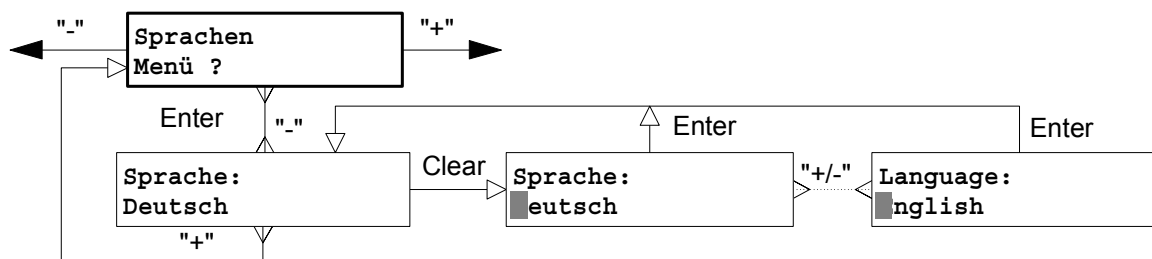 "-"
Sprachen
Menü ?
"+"
Enter
"-"
Enter
Enter
Sprache:
Deutsch
Clear
Sprache:
eutsch
"+/-"
Language:
nglish
"+"